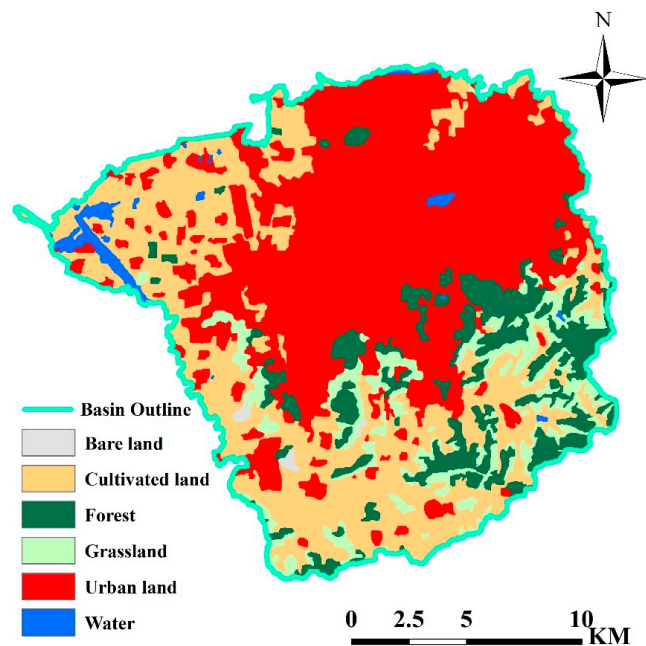 N
Basin Outline
Bare land
Cultivated land
Forest
Grassland
Urban land
Water
0 2.5 5 10
KM